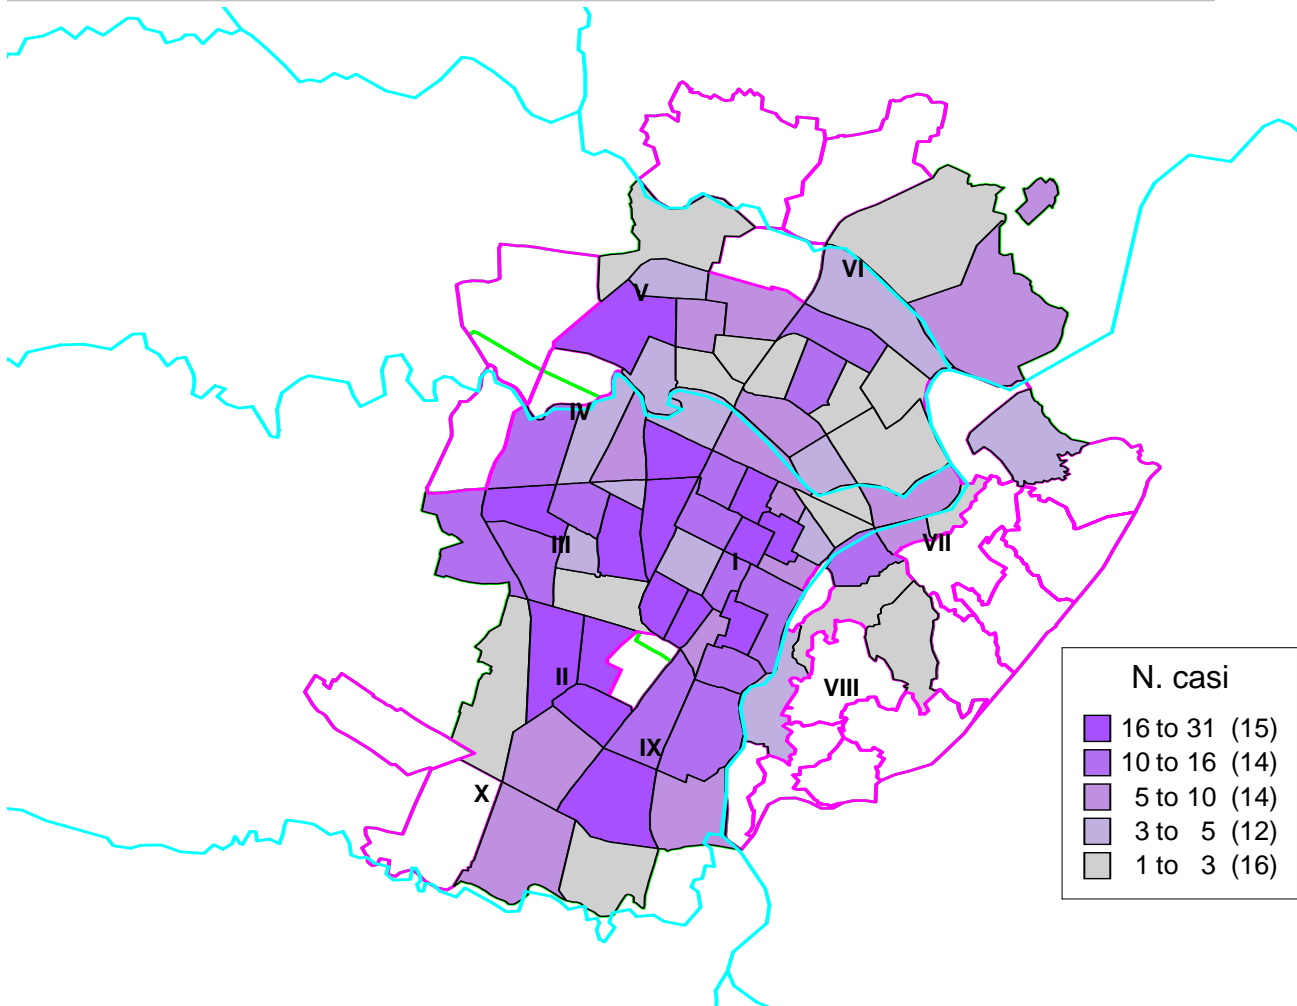 VI
V
IV
III
VII
I
II
VIII
IX
X
N. casi
16 to 31 (15)
10 to 16 (14)
5 to 10 (14)
3 to 5 (12)
1 to 3 (16)